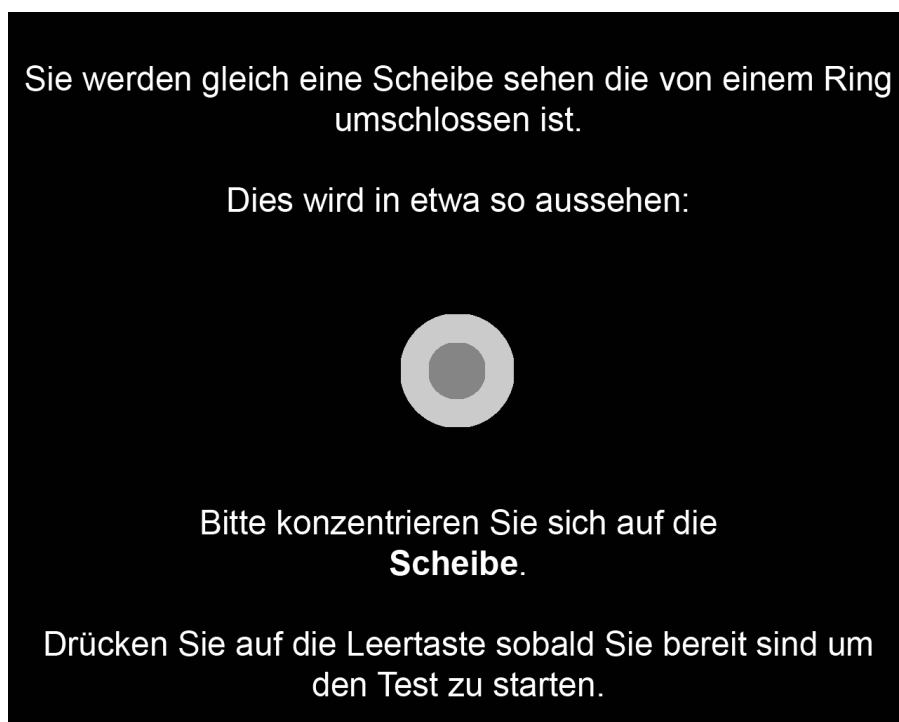 Sie werden gleich eine Scheibe sehen die von einem Ring
umschlossen ist.
Dies wird in etwa so aussehen:
Bitte konzentrieren Sie sich auf die
Scheibe.
Drücken Sie auf die Leertaste sobald Sie bereit sind um
den Test zu starten.